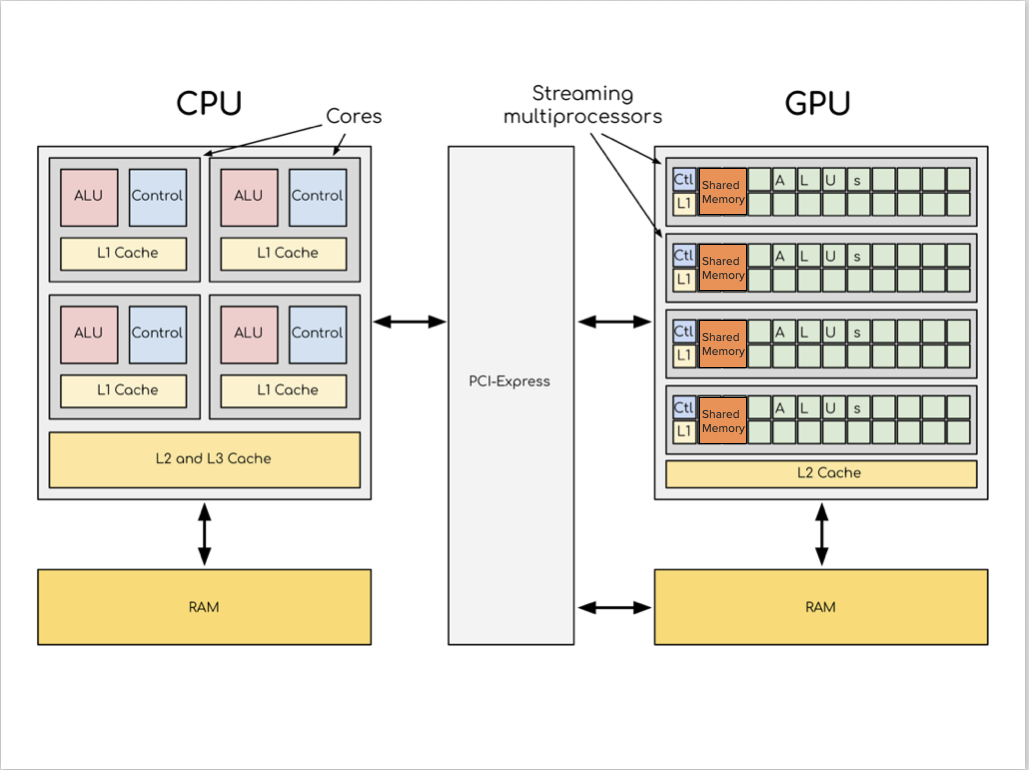 CPU
Cores
Streaming
multiprocessors
GPU
ALU
Control
L1 Cache
ALU
Control
L1 Cache
ALU
Control
L1 Cache
ALU
Control
L1 Cache
L2 and L3 Cache
RAM
PCI-Express
Ctl
L1
Shared
Memory
A L U s
Ctl
L1
Shared
Memory
A L U s
Ctl
L1
Shared
Memory
A L U s
Ctl
L1
Shared
Memory
A L U s
L2 Cache
RAM